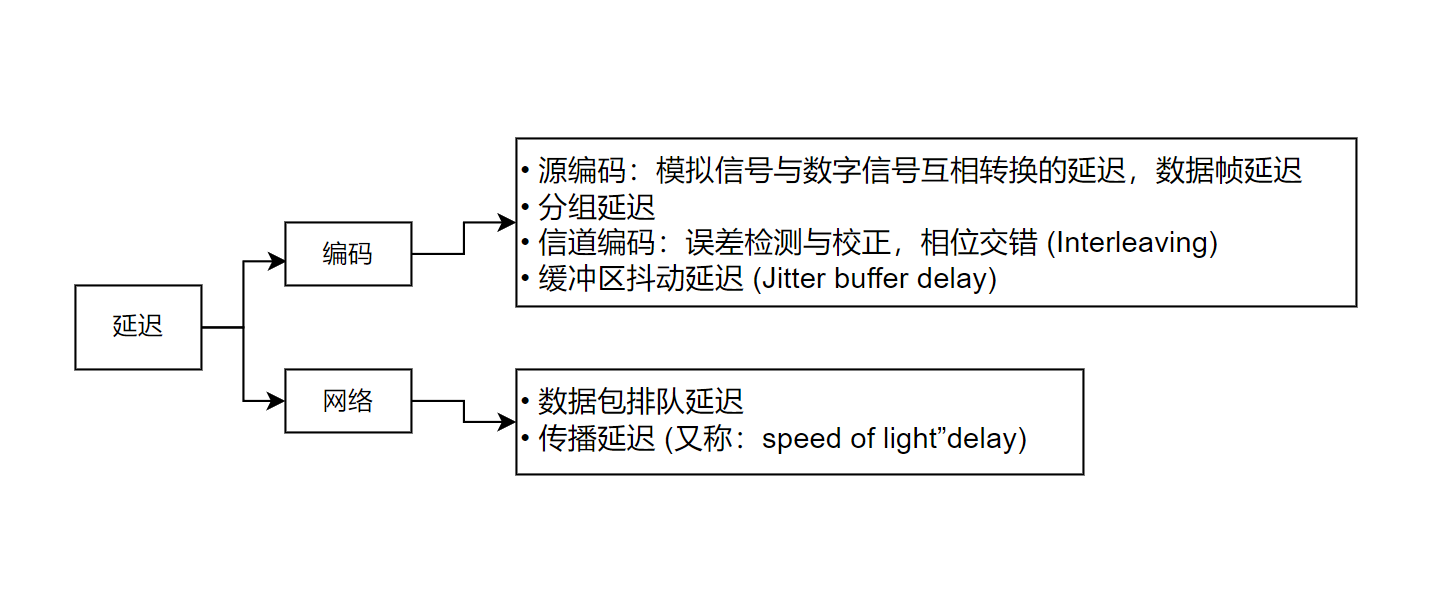 延迟
编码
• 源编码：模拟信号与数字信号互相转换的延迟，数据帧延迟
• 分组延迟
• 信道编码：误差检测与校正，相位交错 (Interleaving)
• 缓冲区抖动延迟 (Jitter buffer delay)
网络
• 数据包排队延迟
• 传播延迟 (又称：speed of light”delay)